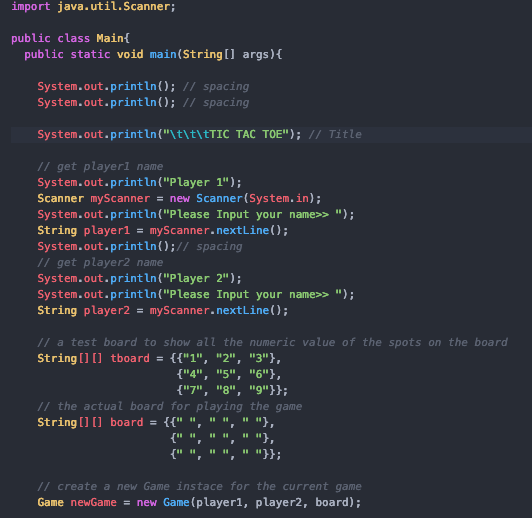 import java.util.Scanner;
public class Main{
public static void main(String[] args){
System.out.println(); // spacing
System.out.println(); // spacing
System.out.println("\t\t\tTIC TAC TOE"); // Title
// get player1 name
System.out.println("Player 1");
Scanner myScanner = new Scanner(System.in);
System.out.println("Please Input your name>> ");
String player1 = myScanner.nextLine();
System.out.println();// spacing
// get player2 name
System.out.println("Player 2");
System.out.println("Please Input your name>> ");
String player2 = myScanner.nextLine();
// a test board to show all the numeric value of the spots on the board
String[][] tboard = {{"1", "2", "3"},
{"4", "5", "6"},
{"7", "8", "9"}};
// the actual board for playing the game
String[][] board = {{" ", " ", " "},
{" ", " ", " "},
{" ", " ", " "}};
// create a new Game instace for the current game
Game newGame = new Game(player1, player2, board);